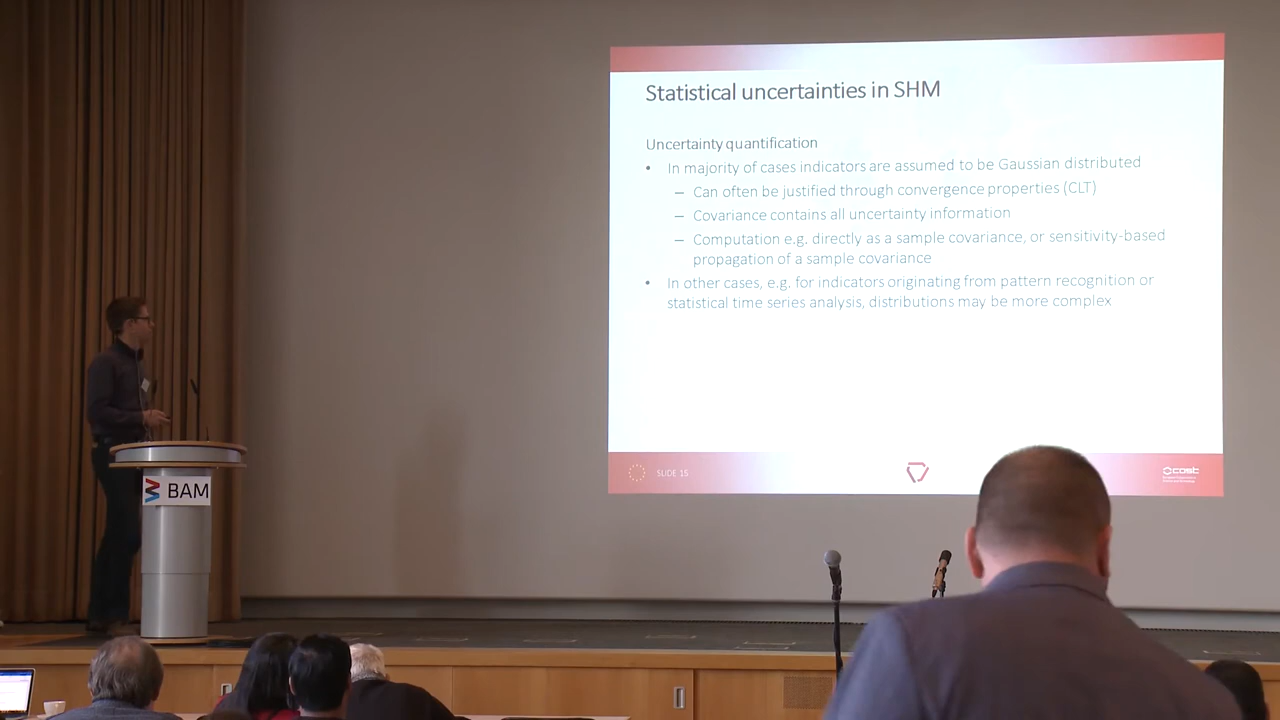 Statistical uncertainties in SHM
Uncertainty quantification
• In majority of cases indicators are assumed to be Gaussian distributed
– Can often be justified through convergence properties (CLT)
– Covariance contains all uncertainty information
– Computation e.g. directly as a sample covariance, or sensitivity-based
propagation of a sample covariance
• In other cases, e.g. for indicators originating from pattern recognition or
statistical time series analysis, distributions may be more complex
SLIDE 15
cost
BAM